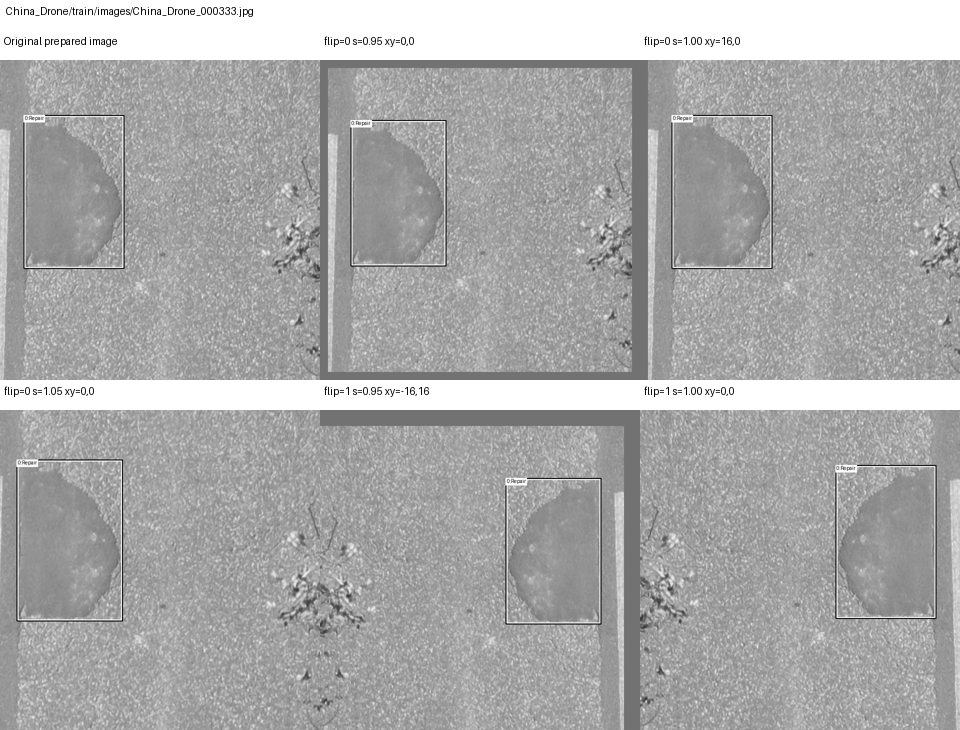 China_Drone/train/images/China_Drone_000333.jpg
Original prepared image
flip=0 s=0.95 xy=0,0
flip=0 s=1.00 xy=16,0
0 Repair
0 Repair
0 Repair
flip=0 s=1.05 xy=0,0
flip=1 s=0.95 xy=-16,16
flip=1 s=1.00 xy=0,0
0 Repair
0 Repair
0 Repair